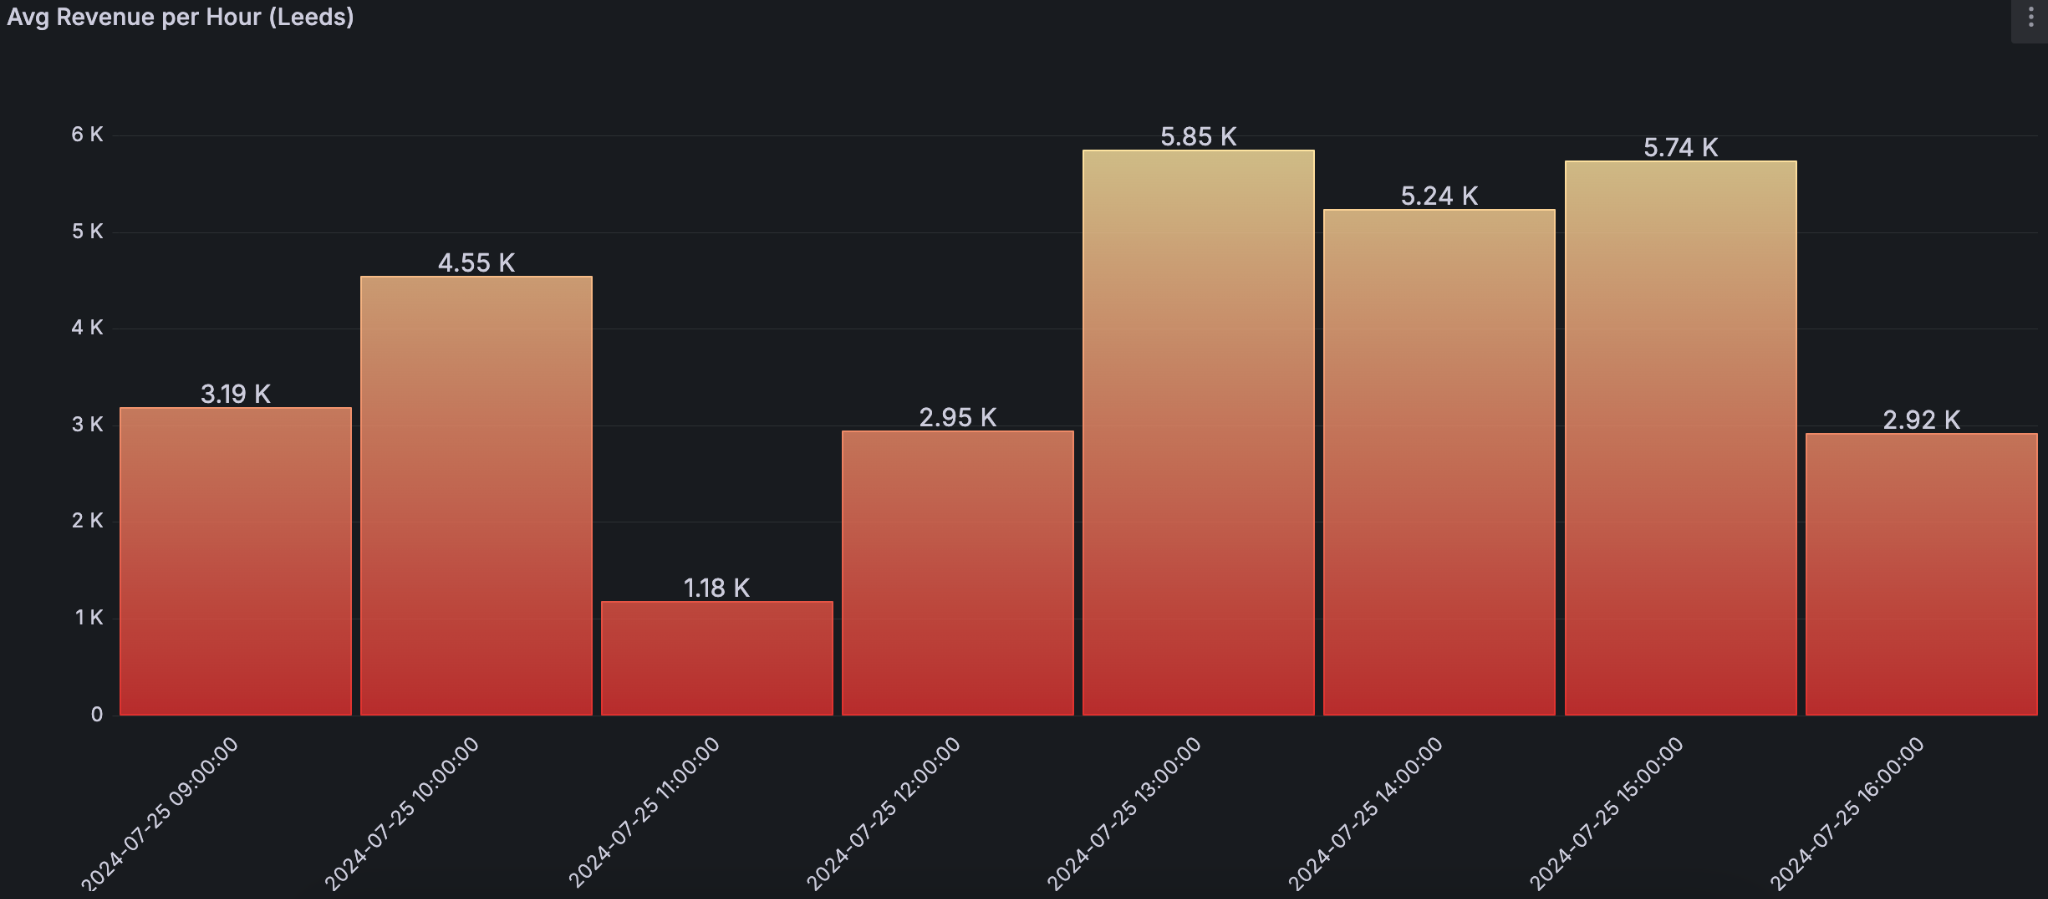 Avg Revenue per Hour (Leeds)
6 K
5 K
4 K
3 K
2 K
1 K
0
3.19 K
4.55 K
1.18 K
2.95 K
5.85 K
5.24 K
5.74 K
2.92 K
2024-07-25 09:00:00
2024-07-25 10:00:00
2024-07-25 11:00:00
2024-07-25 12:00:00
2024-07-25 13:00:00
2024-07-25 14:00:00
2024-07-25 15:00:00
2024-07-25 16:00:00